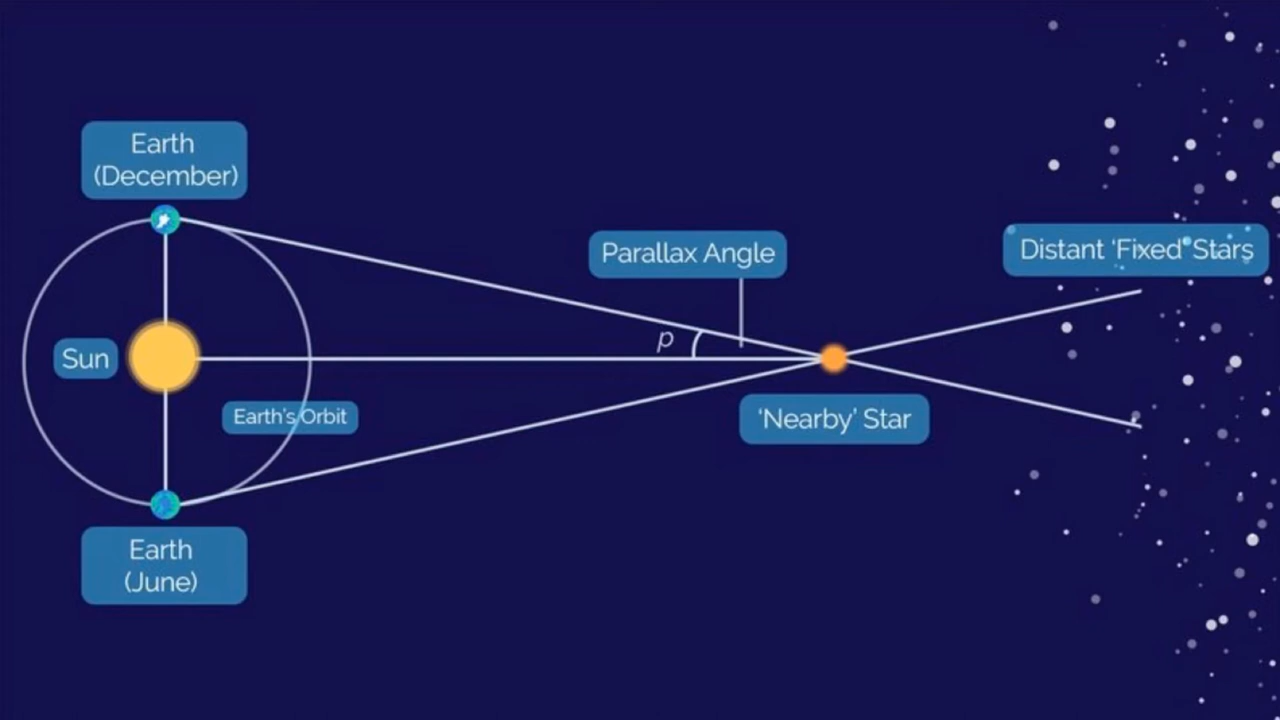 Earth
(December)
Parallax Angle
Distant ‘Fixed’ Stars
p
Sun
Earth’s Orbit
‘Nearby’ Star
Earth
(June)